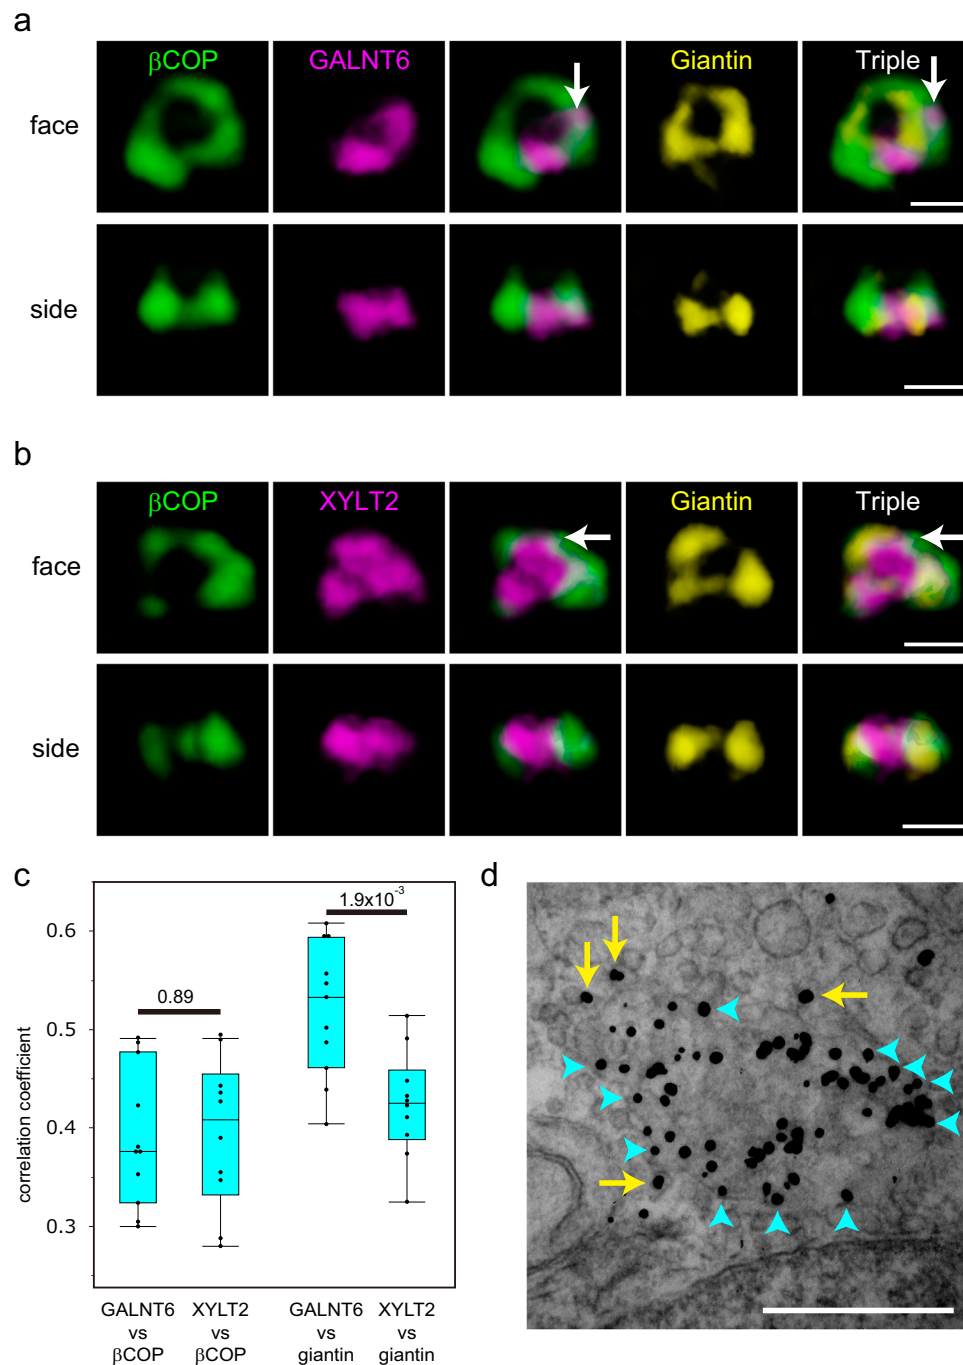 a
βCOP GALNT6 Giantin Triple
face
side
b
βCOP XYLT2 Giantin Triple
face
side
c
d
1.9x10⁻³
0.89
0.6
0.5
0.4
0.3
correlation coefficient
GALNT6 XYLT2 GALNT6 XYLT2
vs vs vs vs
βCOP βCOP giantin giantin